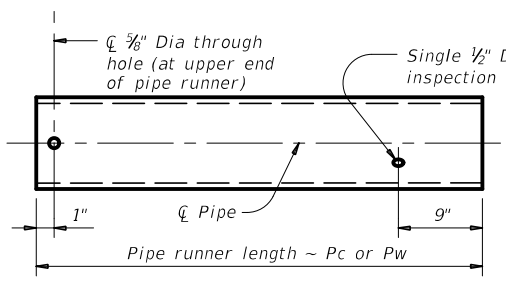 ℄ 5/8" Dia through
hole (at upper end
of pipe runner)
Single 1/2"
inspection
℄ Pipe
1"
9"
Pipe runner length ~ Pc or Pw